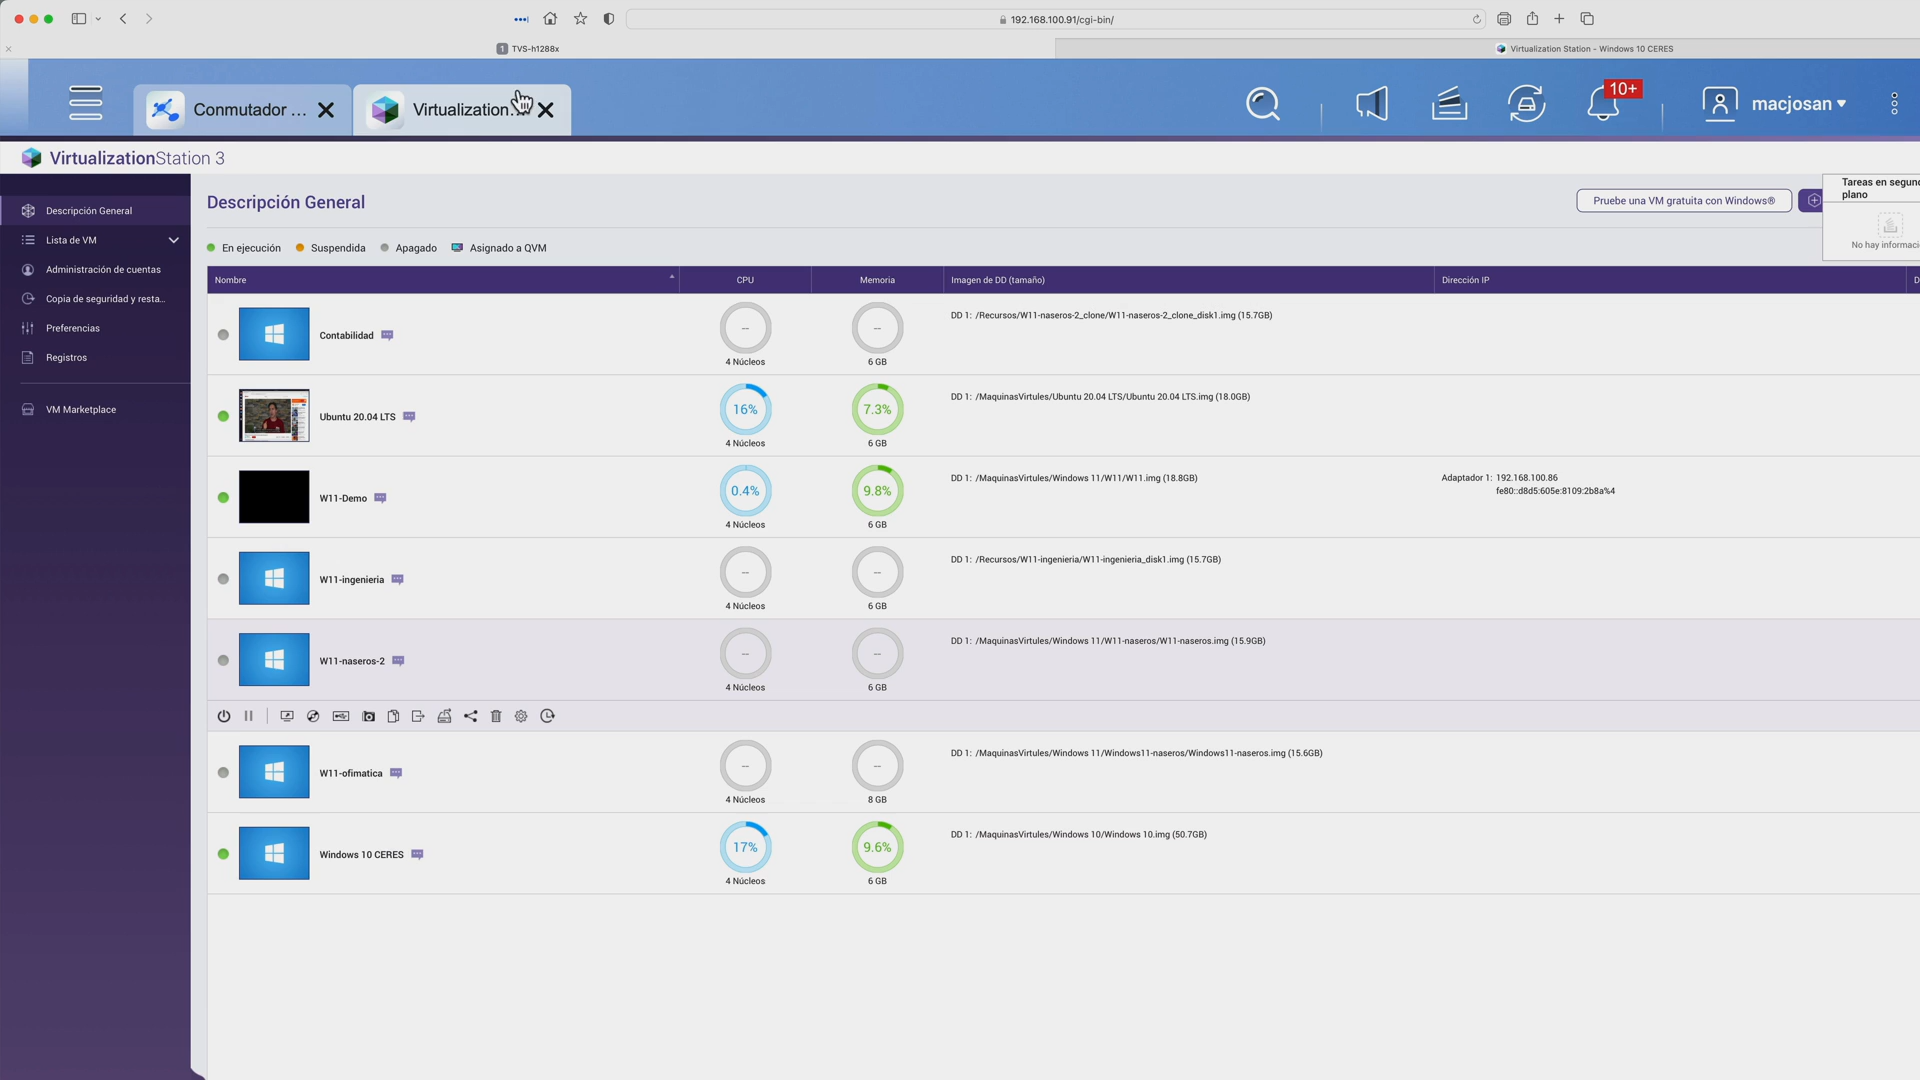 192.168.100.91/cgi-bin/
1 TVS-h1288x
Virtualization Station - Windows 10 CERES
Conmutador ...
Virtualization...
10+
macjosan
VirtualizationStation 3
Descripción General
Lista de VM
Administración de cuentas
Copia de seguridad y resta...
Preferencias
Registros
VM Marketplace
Descripción General
Pruebe una VM gratuita con Windows®
Tareas en segun
plano
No hay informaci
En ejecución
Suspendida
Apagado
Asignado a QVM
Nombre
CPU
Memoria
Imagen de DD (tamaño)
Dirección IP
D
Contabilidad
--
4 Núcleos
--
6 GB
DD 1: /Recursos/W11-naseros-2_clone/W11-naseros-2_clone_disk1.img (15.7GB)
Ubuntu 20.04 LTS
16%
4 Núcleos
7.3%
6 GB
DD 1: /MaquinasVirtules/Ubuntu 20.04 LTS/Ubuntu 20.04 LTS.img (18.0GB)
W11-Demo
0.4%
4 Núcleos
9.8%
6 GB
DD 1: /MaquinasVirtules/Windows 11/W11/W11.img (18.8GB)
Adaptador 1: 192.168.100.86
fe80::d8d5:605e:8109:2b8a%4
W11-ingenieria
--
4 Núcleos
--
6 GB
DD 1: /Recursos/W11-ingenieria/W11-ingenieria_disk1.img (15.7GB)
W11-naseros-2
--
4 Núcleos
--
6 GB
DD 1: /MaquinasVirtules/Windows 11/W11-naseros/W11-naseros.img (15.9GB)
W11-ofimatica
--
4 Núcleos
--
8 GB
DD 1: /MaquinasVirtules/Windows 11/Windows11-naseros/Windows11-naseros.img (15.6GB)
Windows 10 CERES
17%
4 Núcleos
9.6%
6 GB
DD 1: /MaquinasVirtules/Windows 10/Windows 10.img (50.7GB)